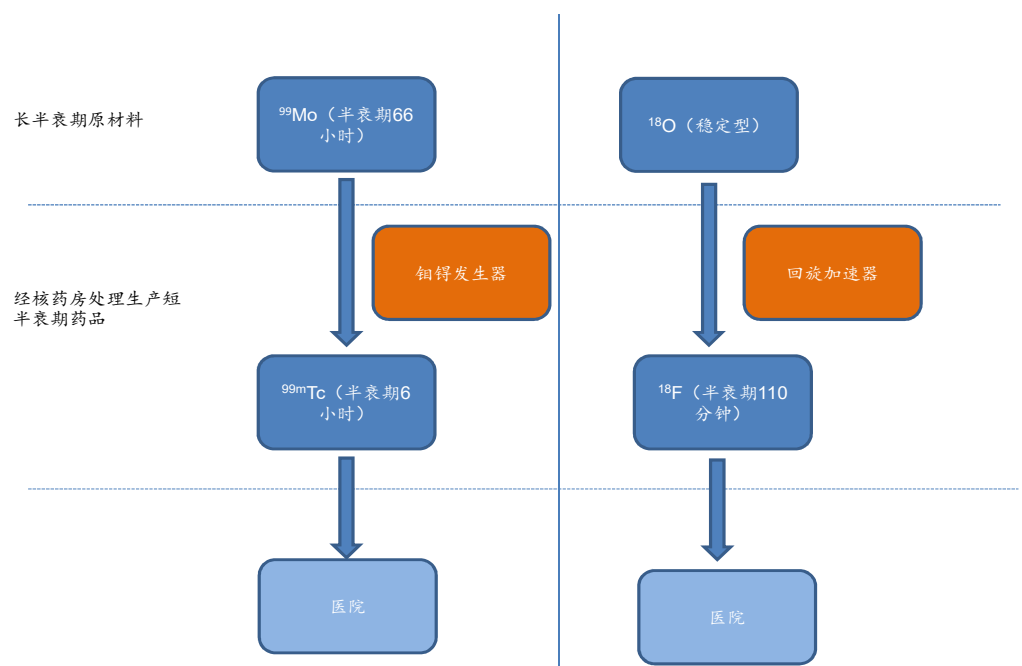 长半衰期原材料
⁹⁹Mo（半衰期66
小时）
¹⁸O（稳定型）
钼锝发生器
回旋加速器
经核药房处理生产短
半衰期药品
⁹⁹ᵐTc（半衰期6
小时）
¹⁸F（半衰期110
分钟）
医院
医院